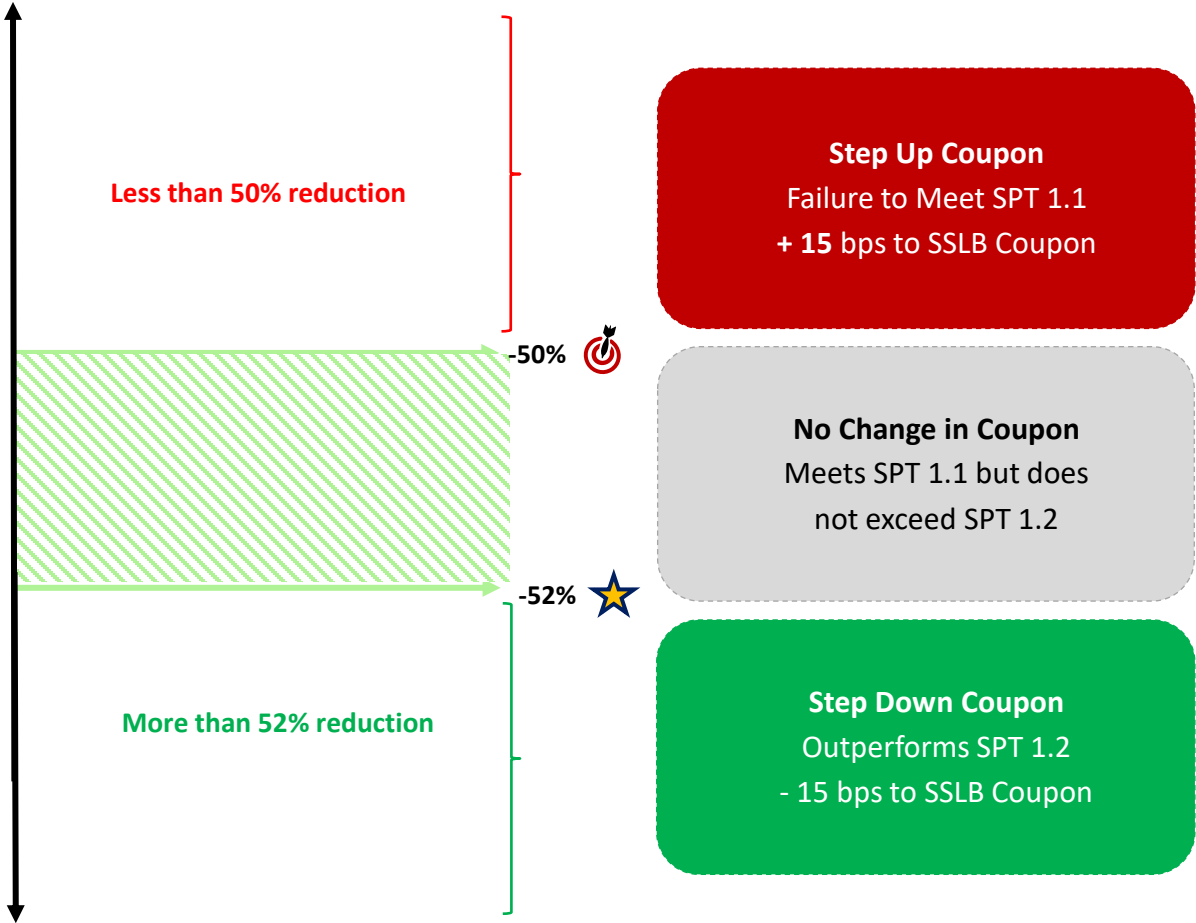 Less than 50% reduction
Step Up Coupon
Failure to Meet SPT 1.1
+ 15 bps to SSLB Coupon
-50%
No Change in Coupon
Meets SPT 1.1 but does
not exceed SPT 1.2
-52%
More than 52% reduction
Step Down Coupon
Outperforms SPT 1.2
- 15 bps to SSLB Coupon